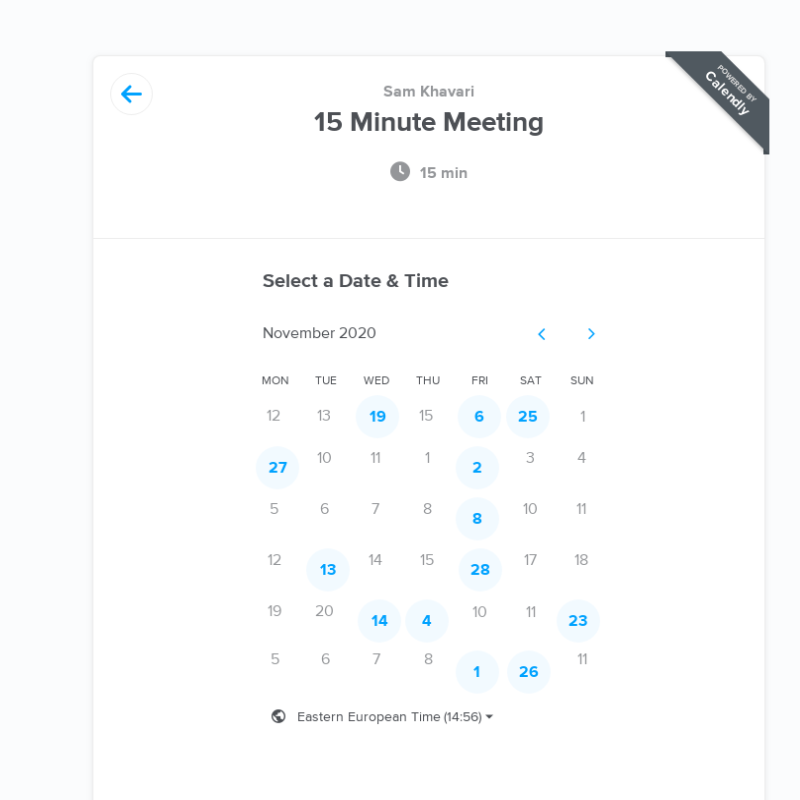 POWERED BY
Calendly
Sam Khavari
15 Minute Meeting
15 min
Select a Date & Time
November 2020
MON TUE WED THU FRI SAT SUN
12 13 19 15 6 25 1
27 10 11 1 2 3 4
5 6 7 8 8 10 11
12 13 14 15 28 17 18
19 20 14 4 10 11 23
5 6 7 8 1 26 11
Eastern European Time (14:56)